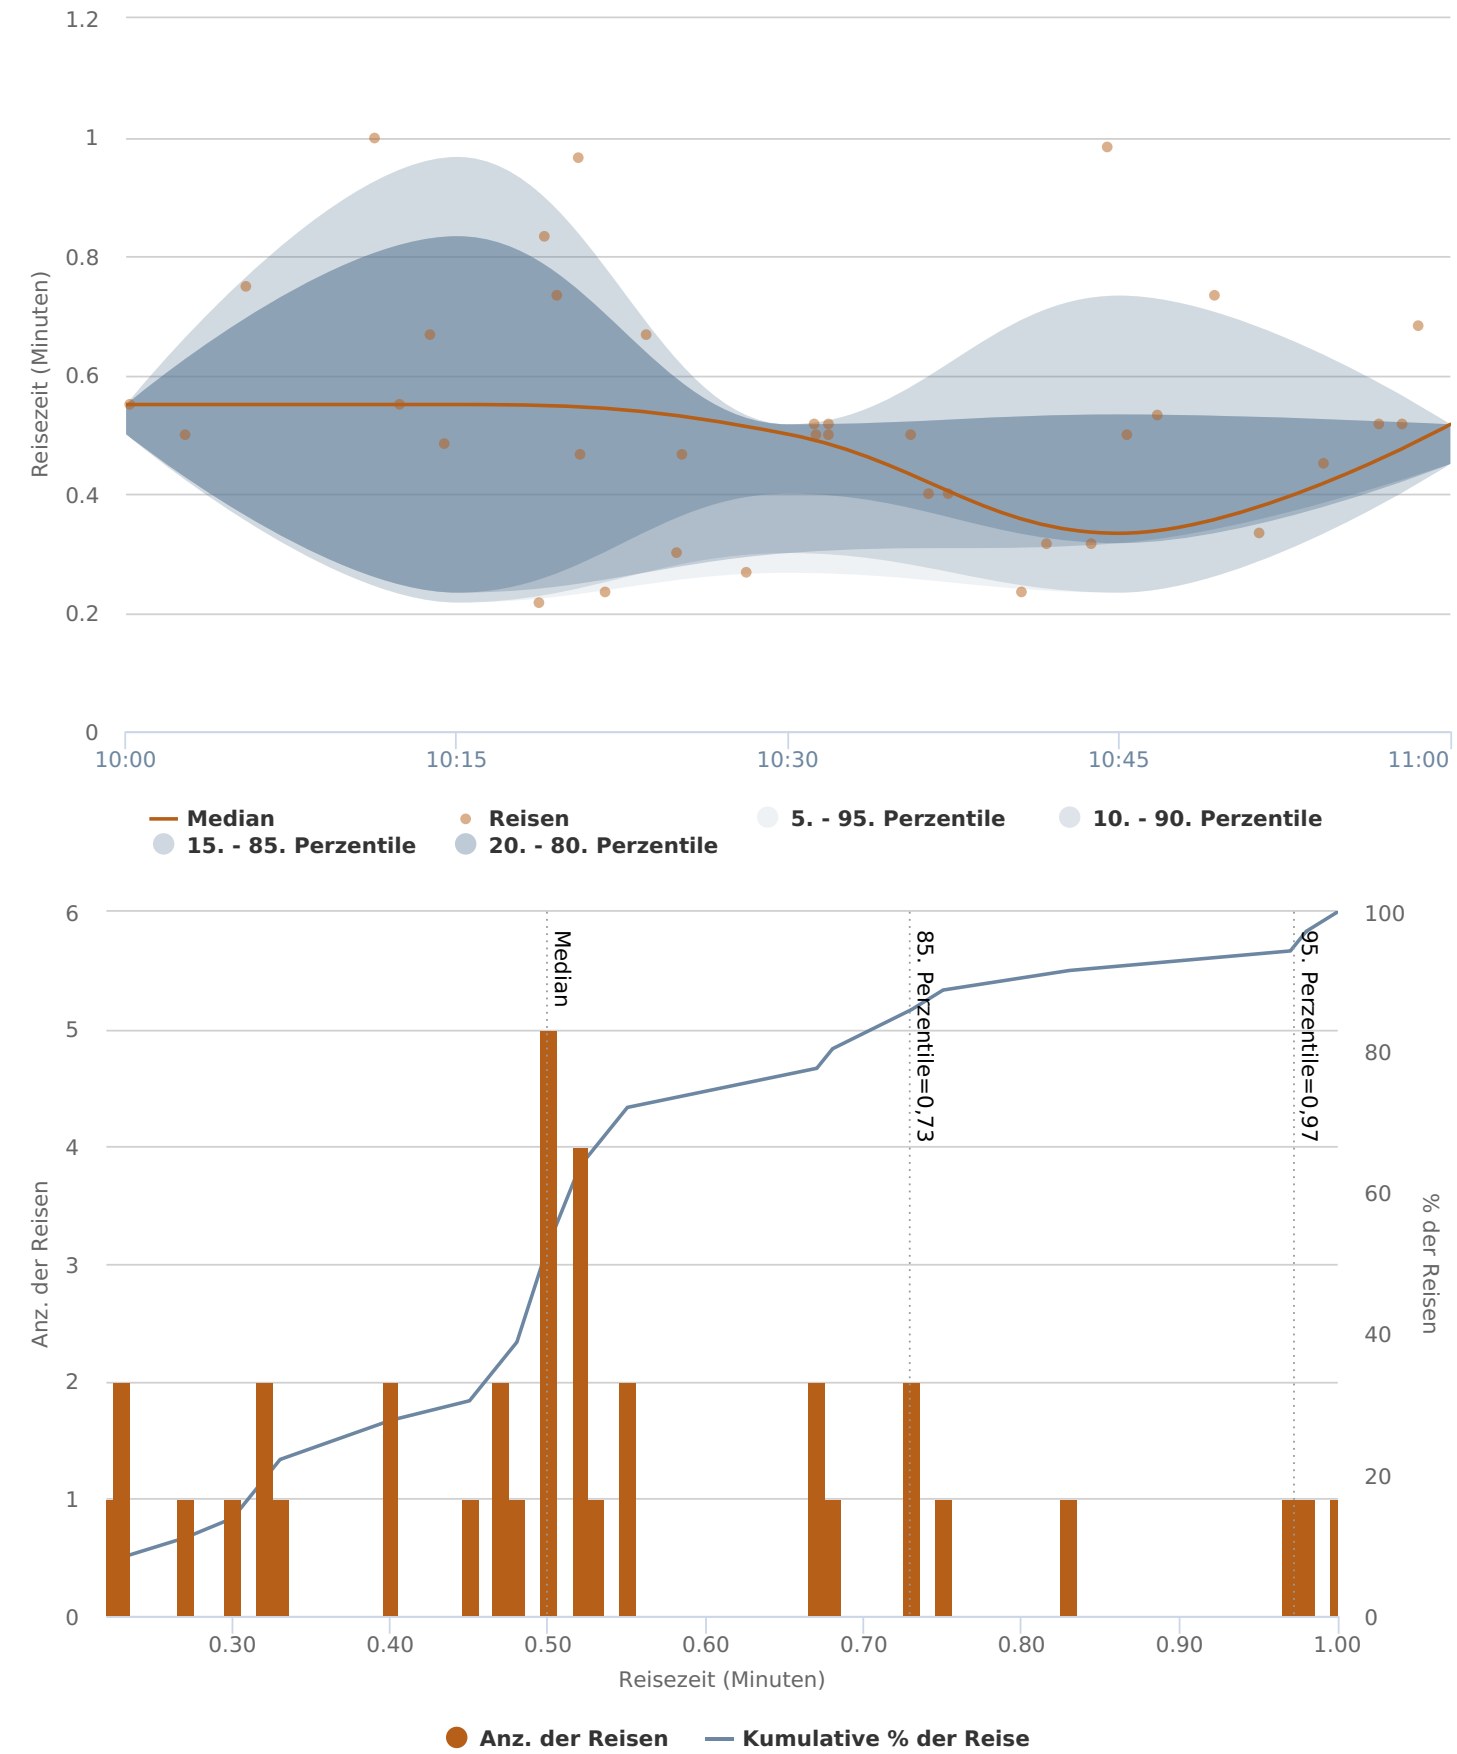 1.2
1
0.8
0.6
0.4
0.2
0
Reisezeit (Minuten)
10:00 10:15 10:30 10:45 11:00
Median Reisen 5. - 95. Perzentile 10. - 90. Perzentile
15. - 85. Perzentile 20. - 80. Perzentile
6
5
4
3
2
1
0
Anz. der Reisen
Median
85. Perzentile=0,73
95. Perzentile=0,97
100
80
60
40
20
0
% der Reisen
0.30 0.40 0.50 0.60 0.70 0.80 0.90 1.00
Reisezeit (Minuten)
Anz. der Reisen Kumulative % der Reise